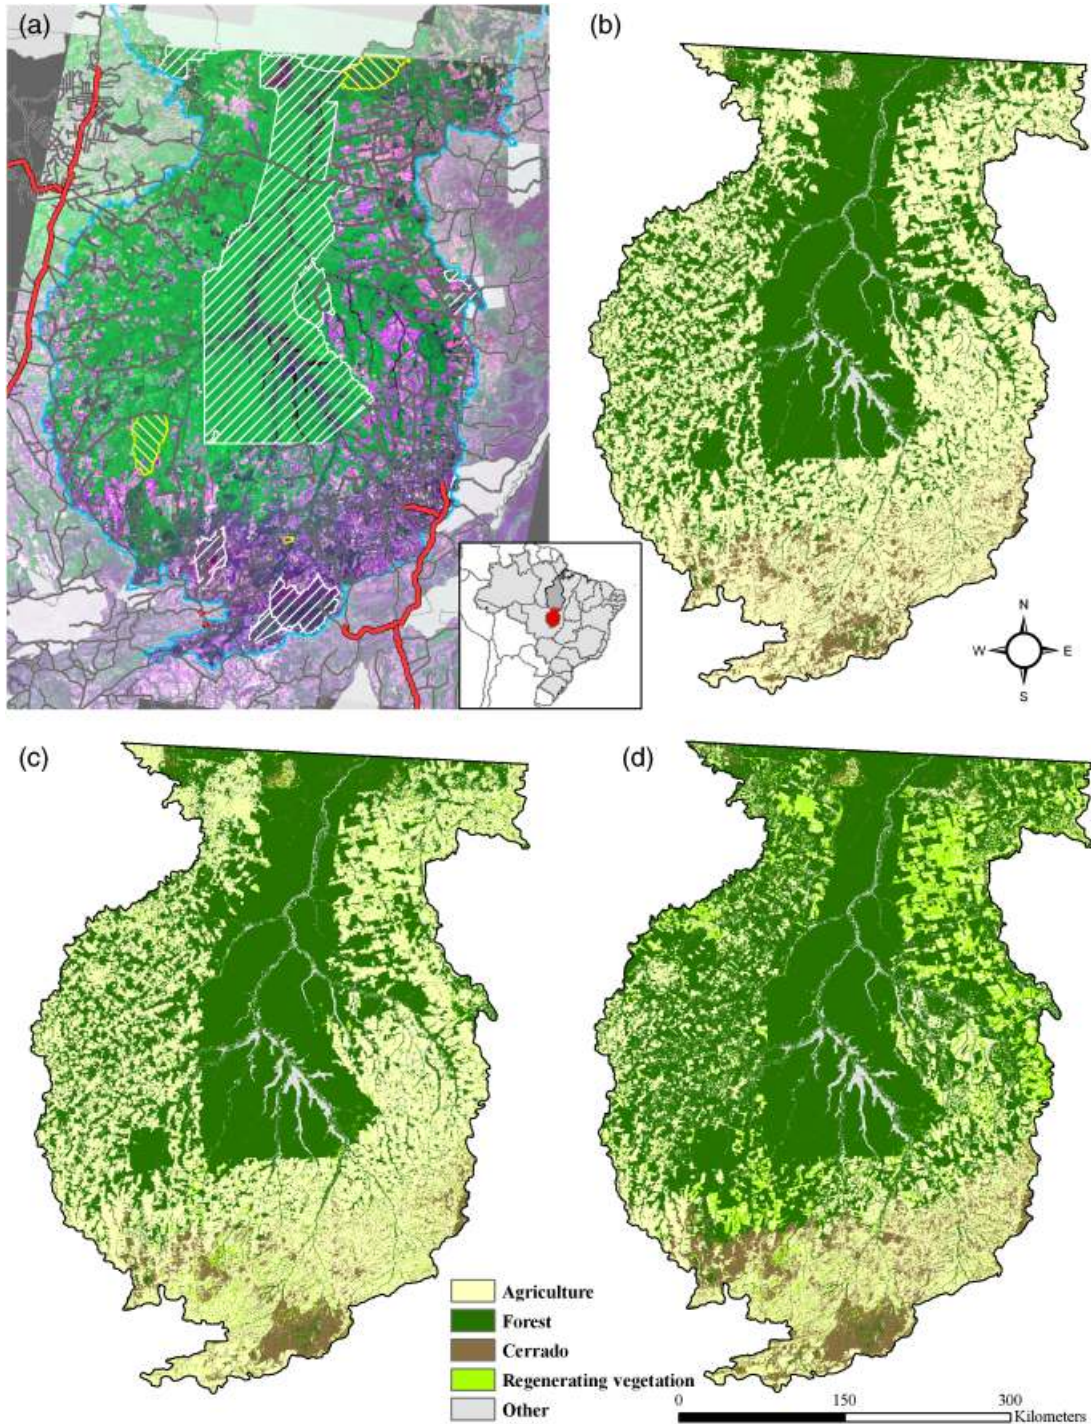 (a)
(b)
N
W
E
S
(c)
(d)
Agriculture
Forest
Cerrado
Regenerating vegetation
Other
0 150 300
Kilometers